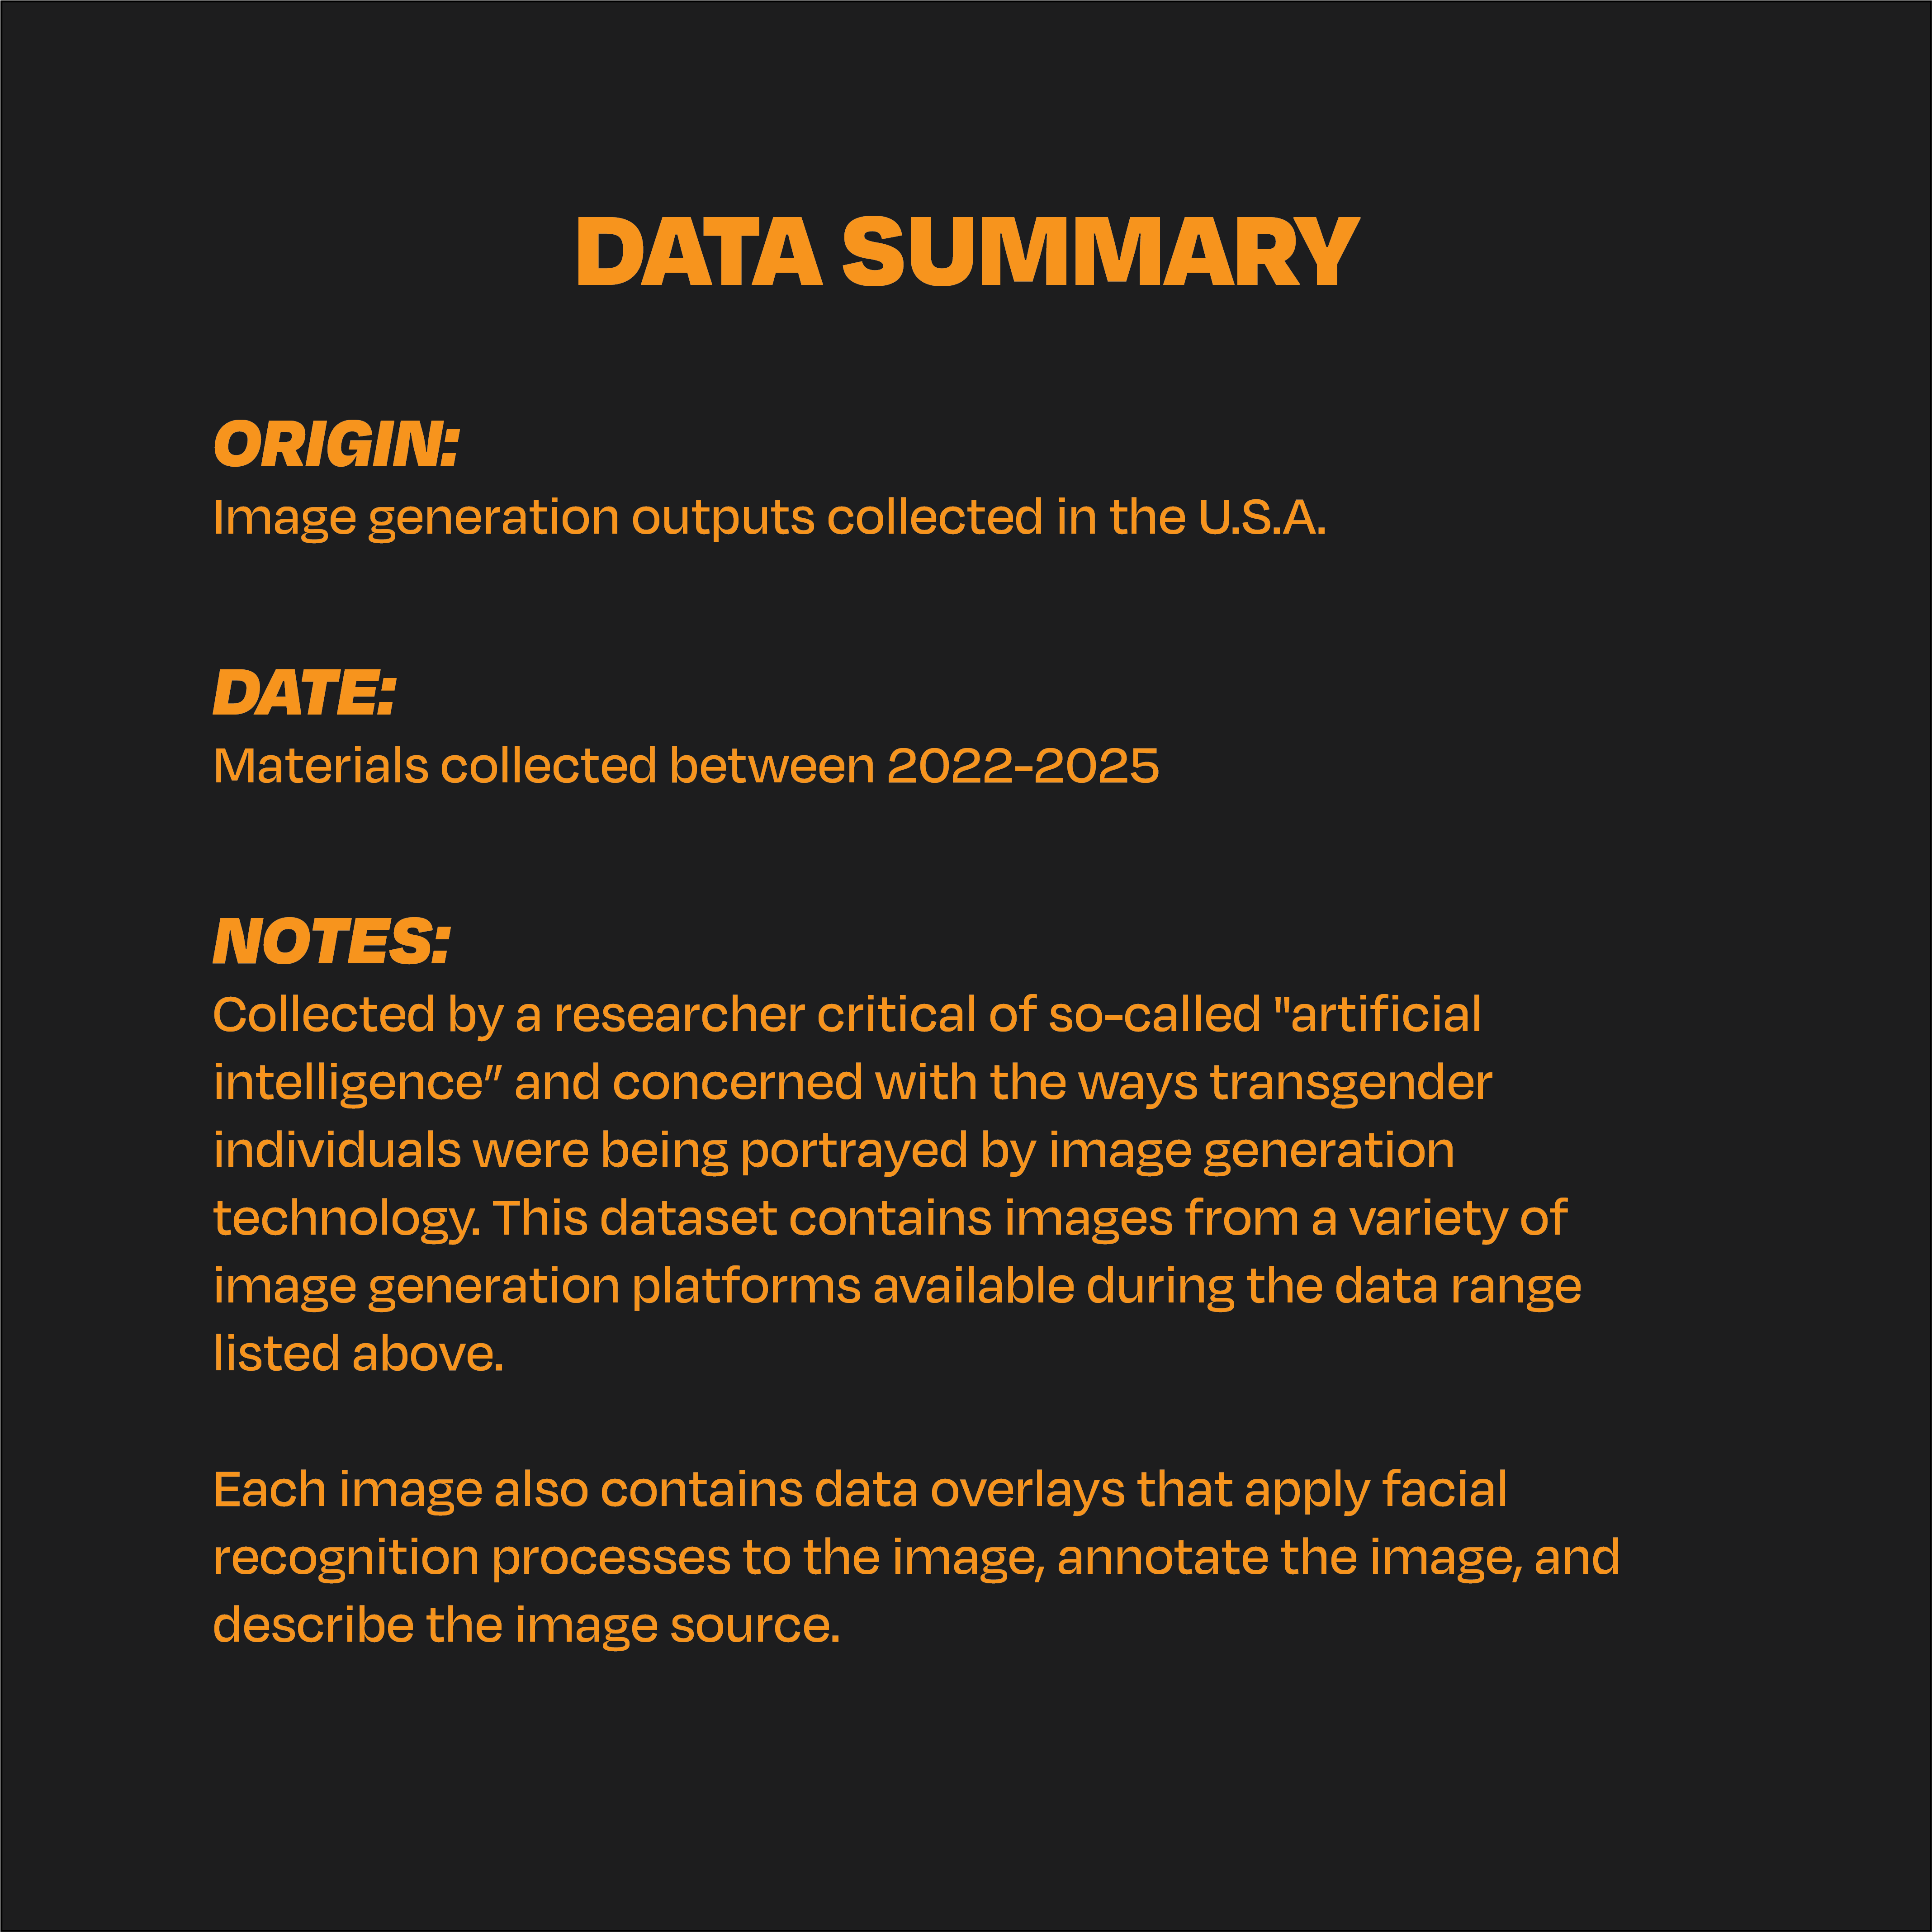 DATA SUMMARY
ORIGIN:
Image generation outputs collected in the U.S.A.
DATE:
Materials collected between 2022-2025
NOTES:
Collected by a researcher critical of so-called "artificial
intelligence” and concerned with the ways transgender
individuals were being portrayed by image generation
technology. This dataset contains images from a variety of
image generation platforms available during the data range
listed above.
Each image also contains data overlays that apply facial
recognition processes to the image, annotate the image, and
describe the image source.